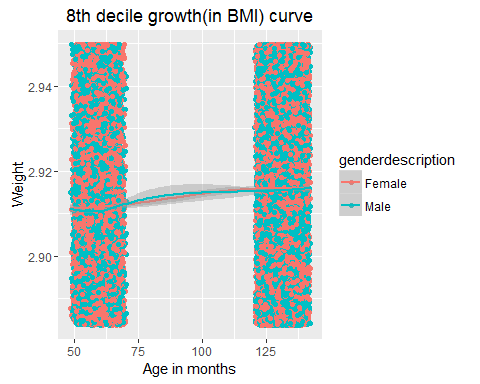 8th decile growth(in BMI) curve
Weight
2.94
2.92
2.90
50
75
100
125
Age in months
genderdescription
Female
Male